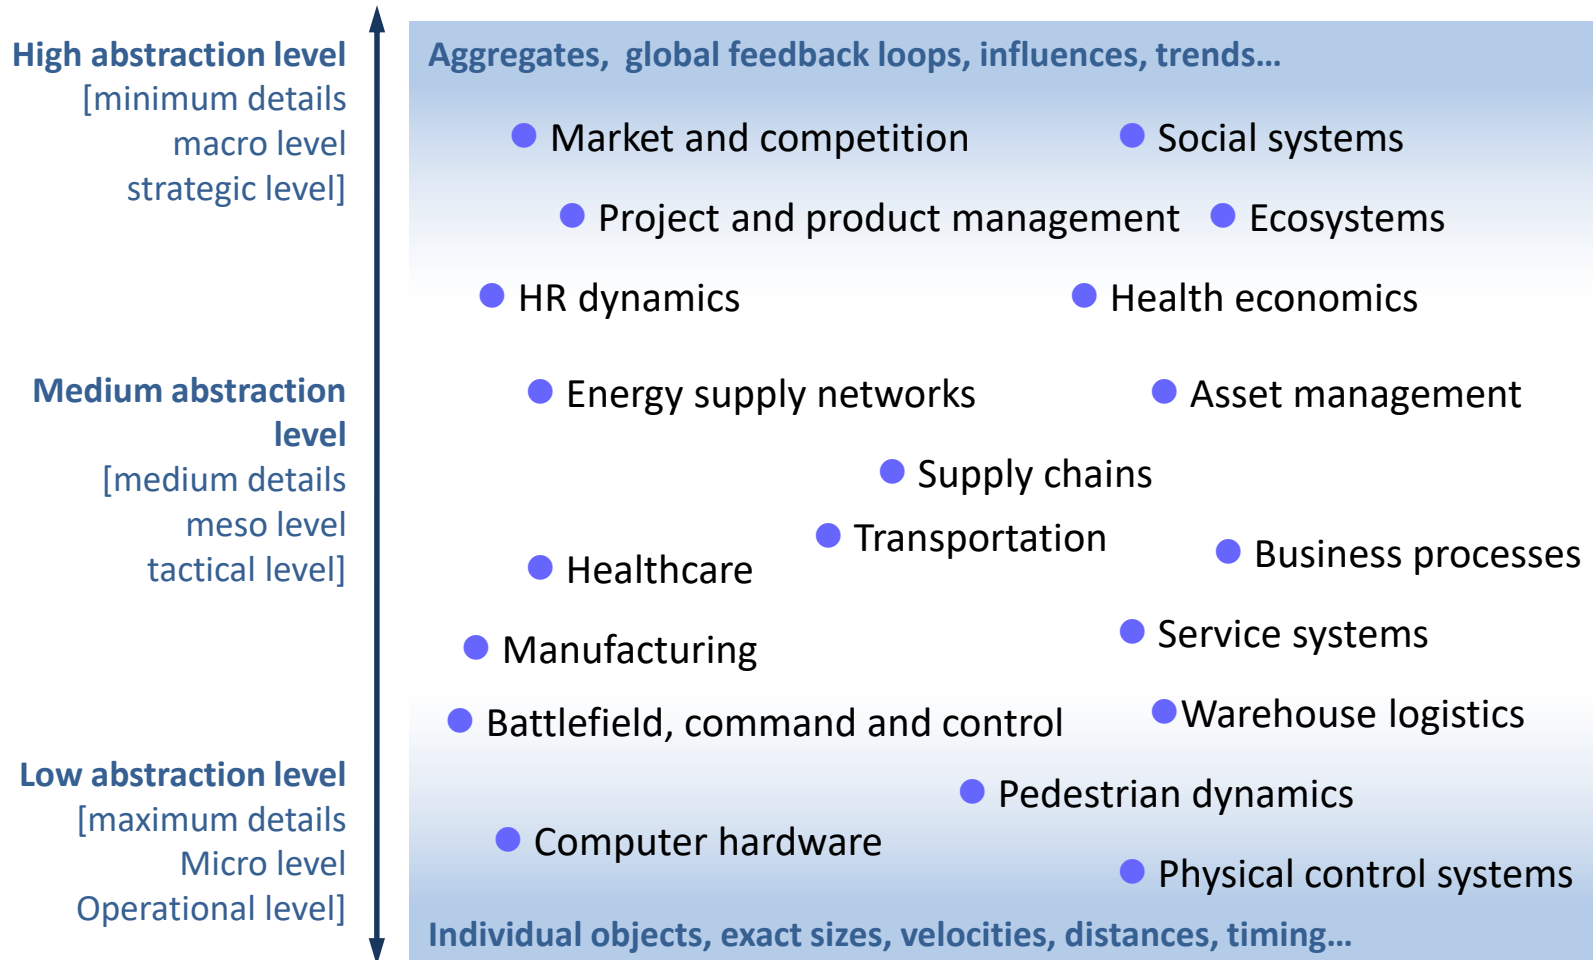 High abstraction level
[minimum details
macro level
strategic level]
Medium abstraction
level
[medium details
meso level
tactical level]
Low abstraction level
[maximum details
Micro level
Operational level]
Aggregates,  global feedback loops, influences, trends…
Market and competition
Social systems
Project and product management
Ecosystems
HR dynamics
Health economics
Energy supply networks
Asset management
Supply chains
Transportation
Business processes
Healthcare
Service systems
Manufacturing
Warehouse logistics
Battlefield, command and control
Pedestrian dynamics
Computer hardware
Physical control systems
Individual objects, exact sizes, velocities, distances, timing…